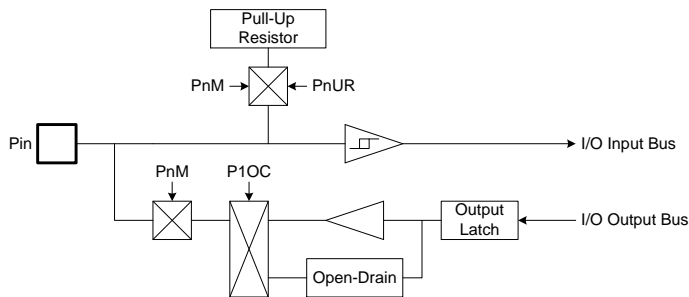 Pull-Up
Resistor
PnM
PnUR
Pin
I/O Input Bus
PnM
P1OC
Output
Latch
I/O Output Bus
Open-Drain